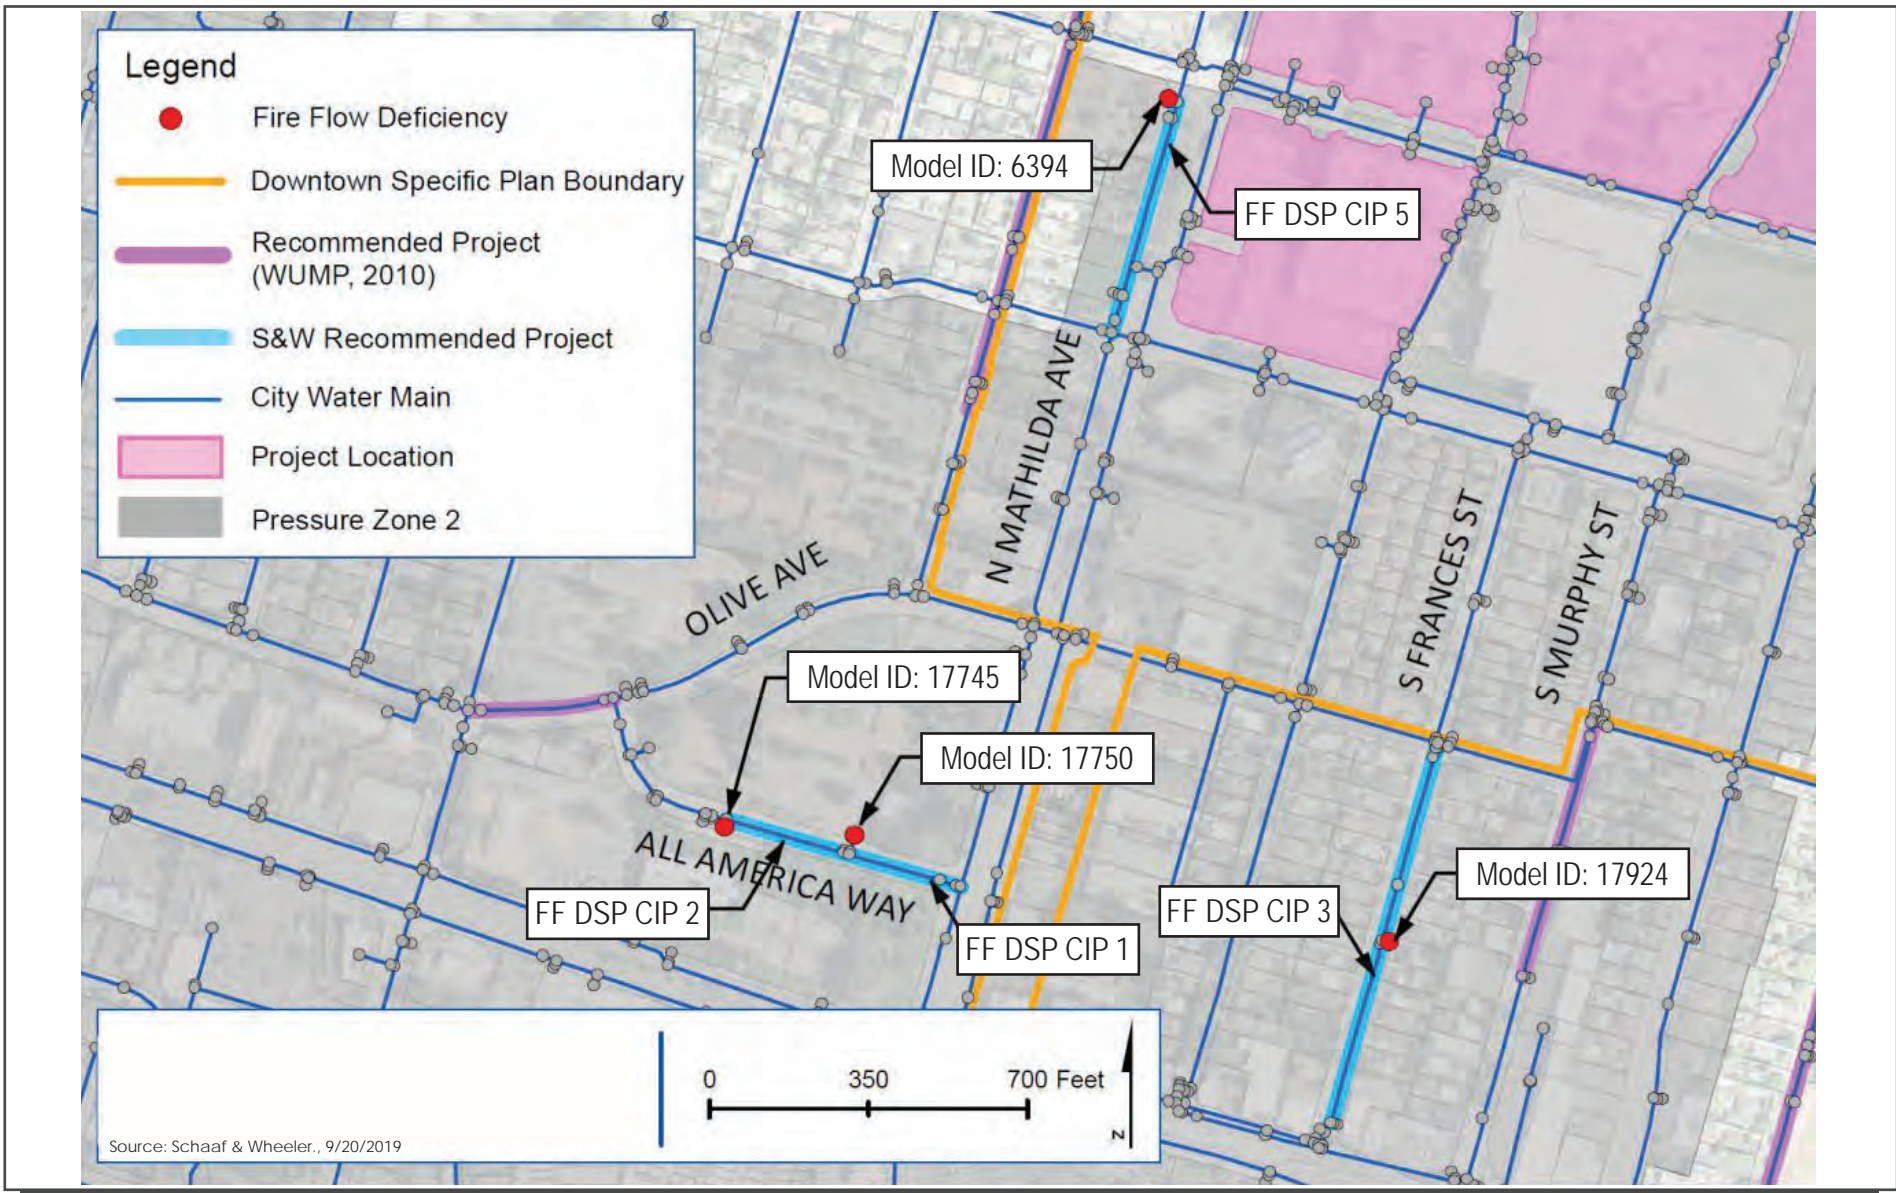 Legend
Fire Flow Deficiency
Downtown Specific Plan Boundary
Recommended Project
(WUMP, 2010)
S&W Recommended Project
City Water Main
Project Location
Pressure Zone 2
Model ID: 6394
FF DSP CIP 5
N MATHILDA AVE
OLIVE AVE
S FRANCES ST
S MURPHY ST
Model ID: 17745
Model ID: 17750
ALL AMERICA WAY
FF DSP CIP 2
FF DSP CIP 1
Model ID: 17924
FF DSP CIP 3
0 350 700 Feet
Z
Source: Schaaf & Wheeler., 9/20/2019